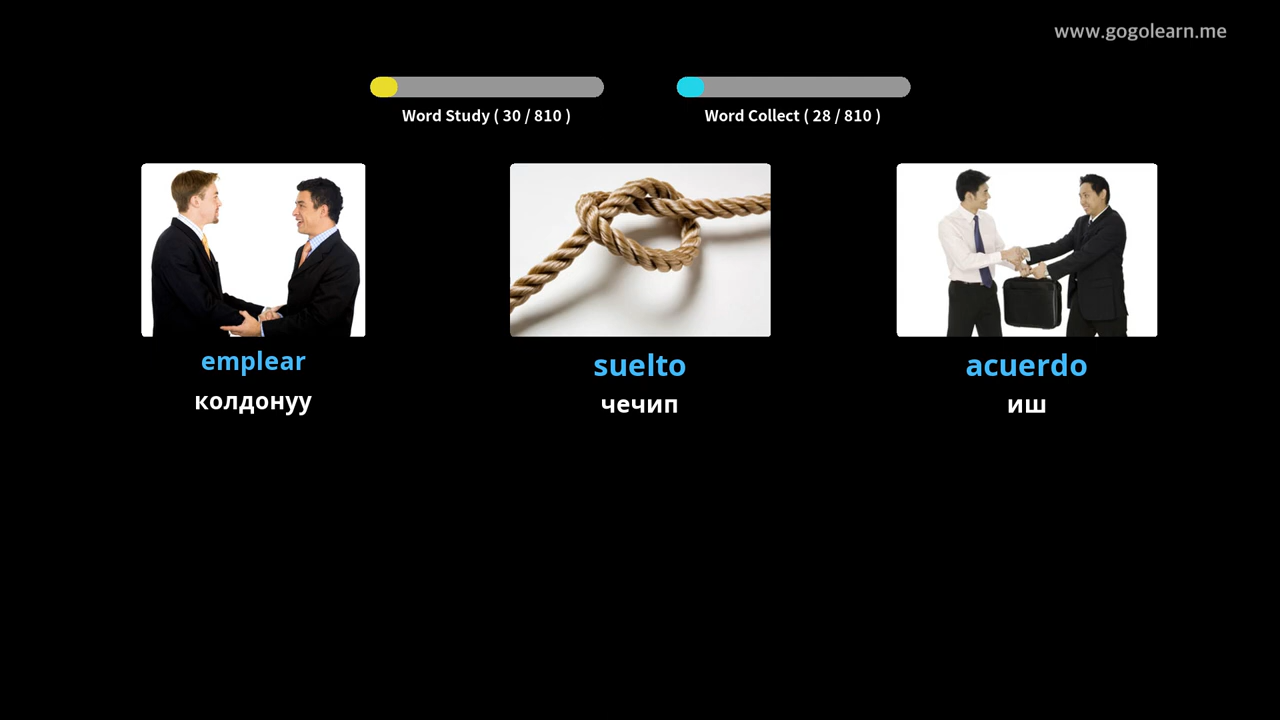 www.gogolearn.me
Word Study ( 30 / 810 )
Word Collect ( 28 / 810 )
emplear
колдонуу
suelto
чечип
acuerdo
иш